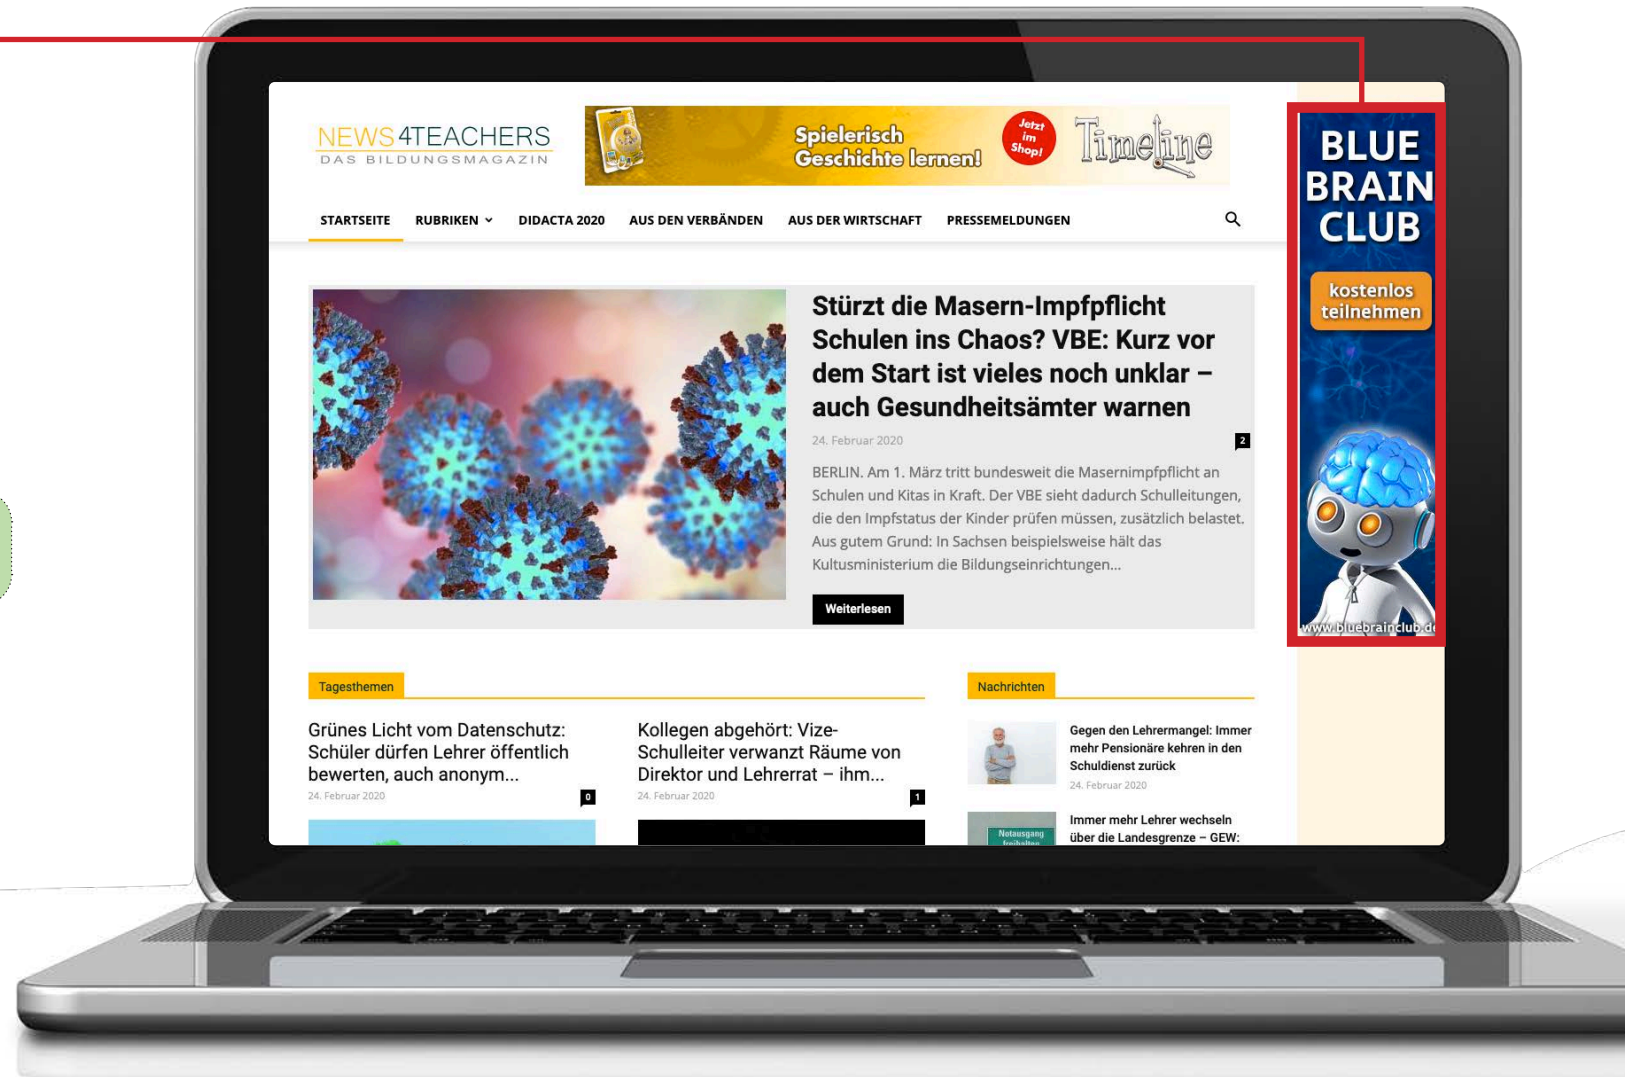 NEWS4TEACHERS
DAS BILDUNGSMAGAZIN
Spielerisch
Geschichte lernen!
Jetzt
im
Shop!
Timeline
STARTSEITE RUBRIKEN DIDACTA 2020 AUS DEN VERBÄNDEN AUS DER WIRTSCHAFT PRESSEMELDUNGEN
Stürzt die Masern-Impfpflicht
Schulen ins Chaos? VBE: Kurz vor
dem Start ist vieles noch unklar –
auch Gesundheitsämter warnen
24. Februar 2020
2
BERLIN. Am 1. März tritt bundesweit die Masernimpfpflicht an
Schulen und Kitas in Kraft. Der VBE sieht dadurch Schulleitungen,
die den Impfstatus der Kinder prüfen müssen, zusätzlich belastet.
Aus gutem Grund: In Sachsen beispielsweise hält das
Kultusministerium die Bildungseinrichtungen...
Weiterlesen
BLUE
BRAIN
CLUB
kostenlos
teilnehmen
www.bluebrainclub.de
Tagesthemen
Grünes Licht vom Datenschutz:
Schüler dürfen Lehrer öffentlich
bewerten, auch anonym...
24. Februar 2020
0
Kollegen abgehört: Vize-
Schulleiter verwanzt Räume von
Direktor und Lehrerrat – ihm...
24. Februar 2020
1
Nachrichten
Gegen den Lehrermangel: Immer
mehr Pensionäre kehren in den
Schuldienst zurück
24. Februar 2020
Notausgang
freihalten
Immer mehr Lehrer wechseln
über die Landesgrenze – GEW: